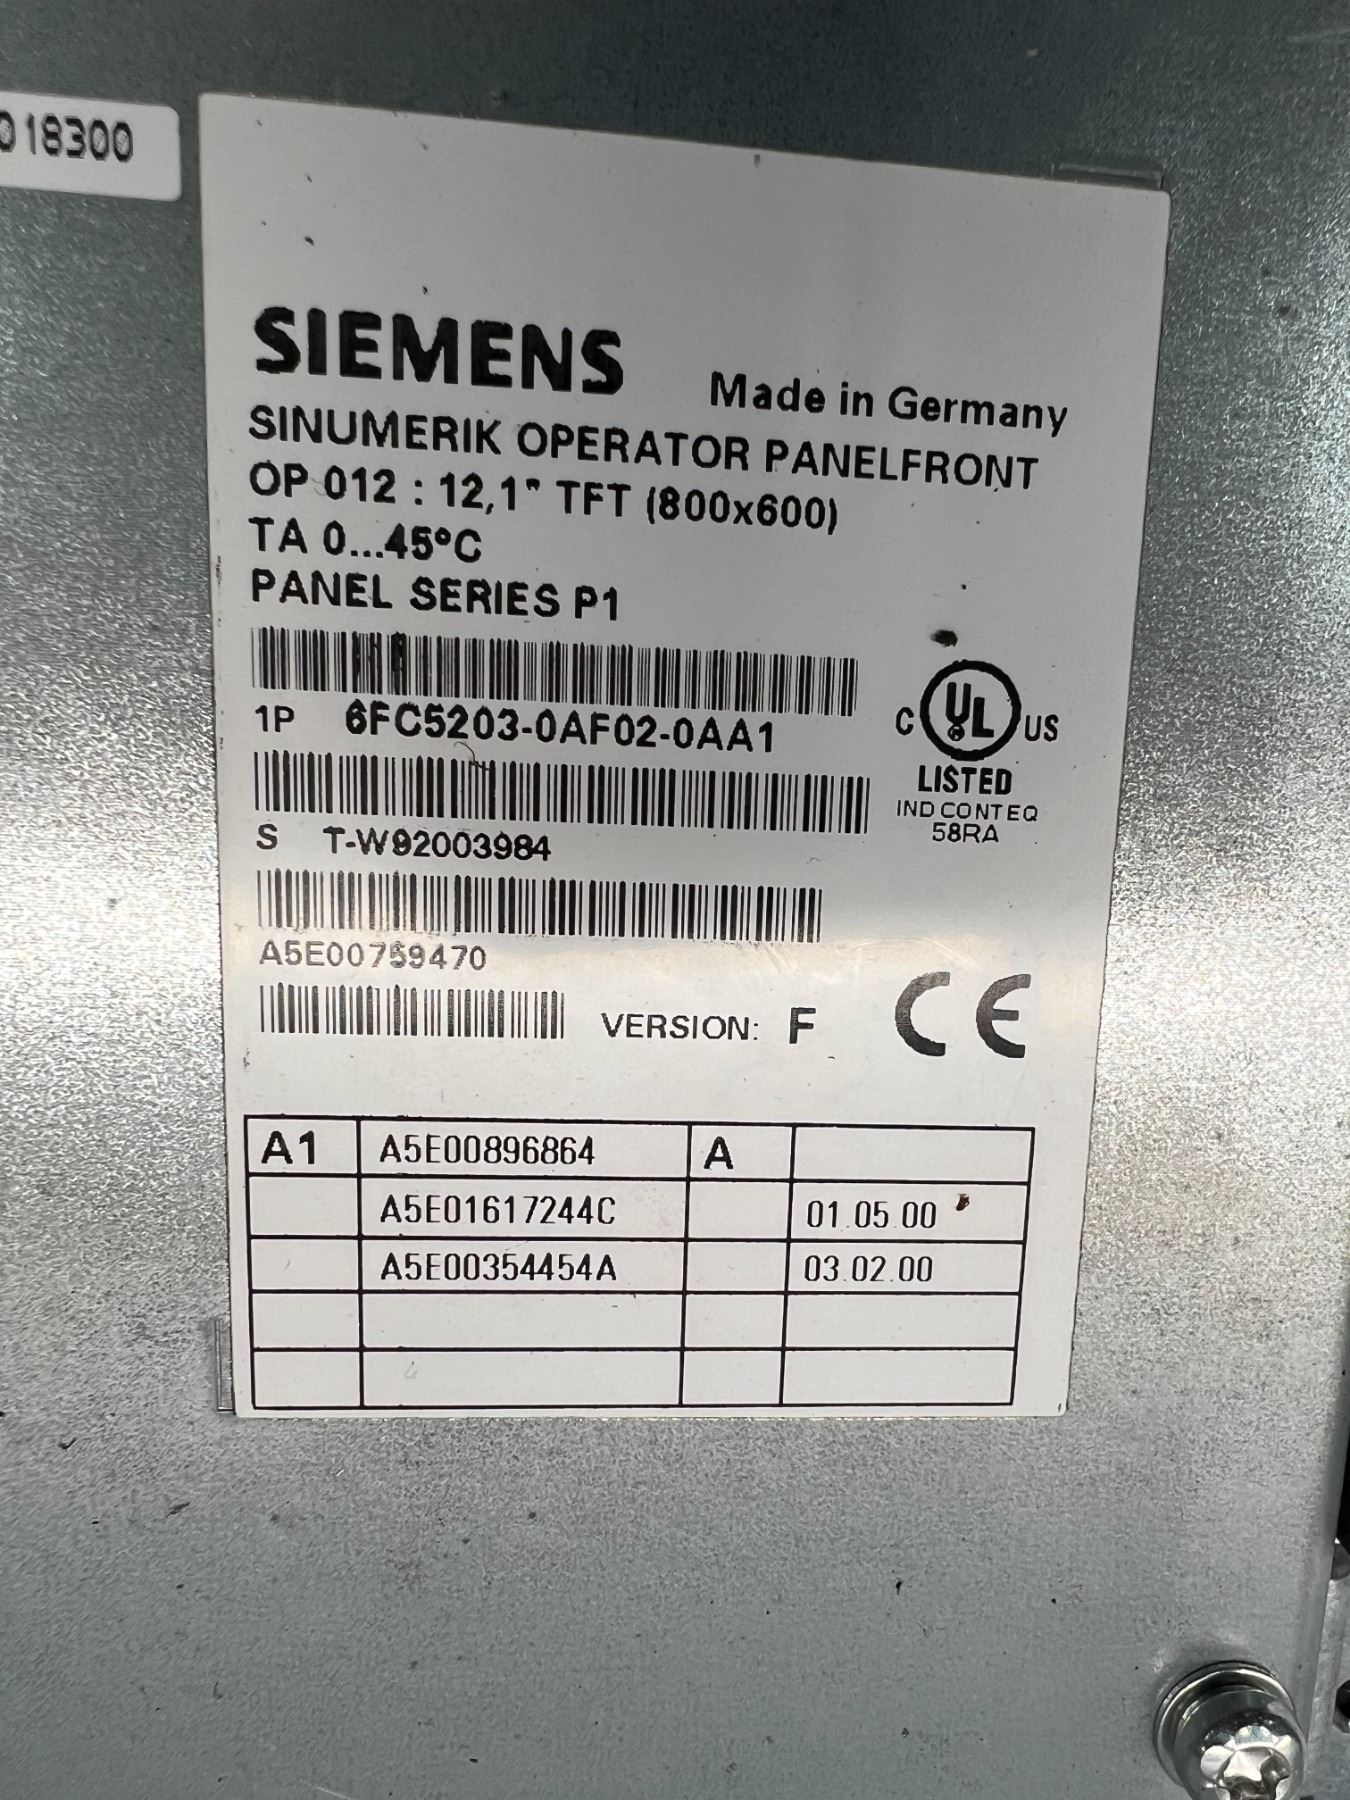 018300
SIEMENS Made in Germany
SINUMERIK OPERATOR PANELFRONT
OP 012 : 12,1" TFT (800x600)
TA 0...45°C
PANEL SERIES P1
1P 6FC5203-0AF02-0AA1
C UL US
LISTED
IND CONT EQ
58RA
S T-W92003984
A5E00759470
VERSION: F CE
A1 A5E00896864 A
A5E01617244C 01.05.00
A5E00354454A 03.02.00